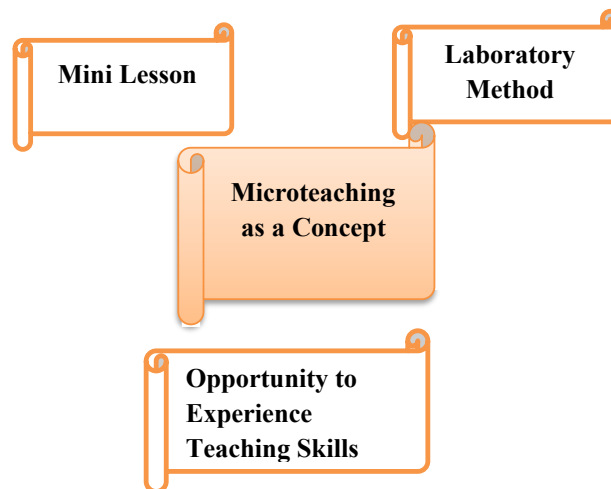 Mini Lesson
Laboratory
Method
Microteaching
as a Concept
Opportunity to
Experience
Teaching Skills